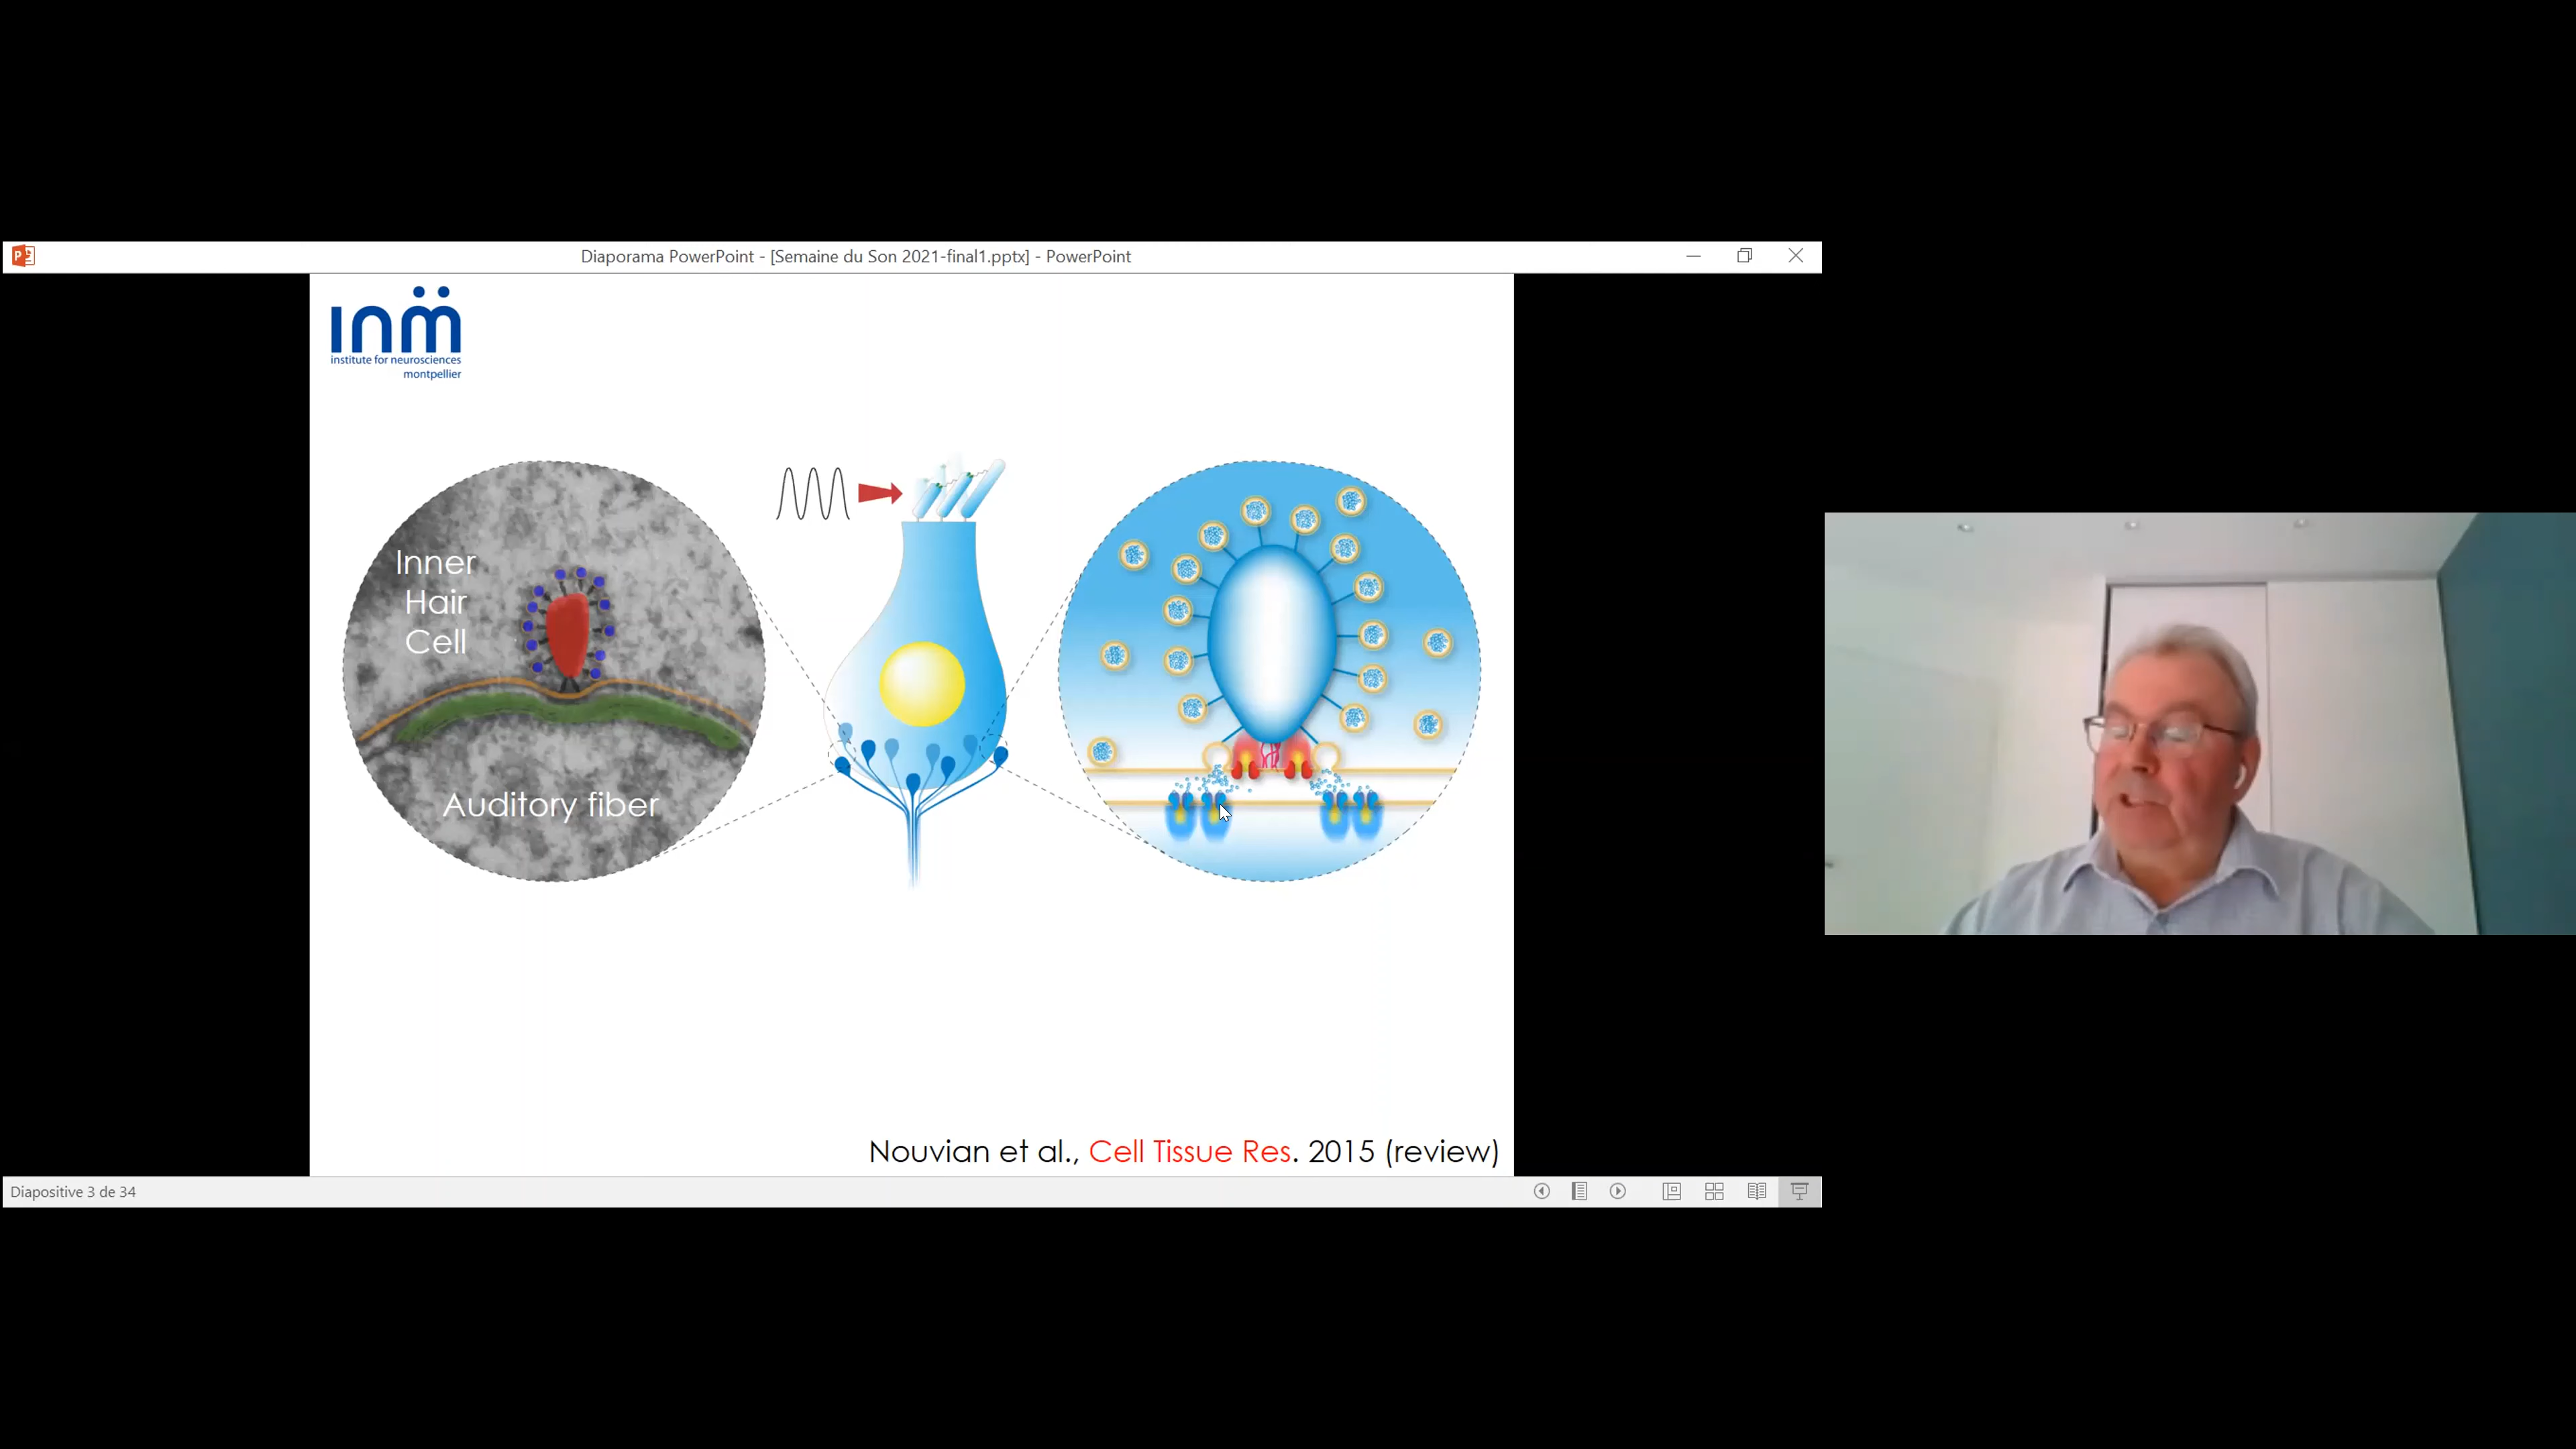 Diaporama PowerPoint - [Semaine du Son 2021-final1.pptx] - PowerPoint
inm
institute for neurosciences
montpellier
Inner
Hair
Cell
Auditory fiber
Nouvian et al., Cell Tissue Res. 2015 (review)
Diapositive 3 de 34